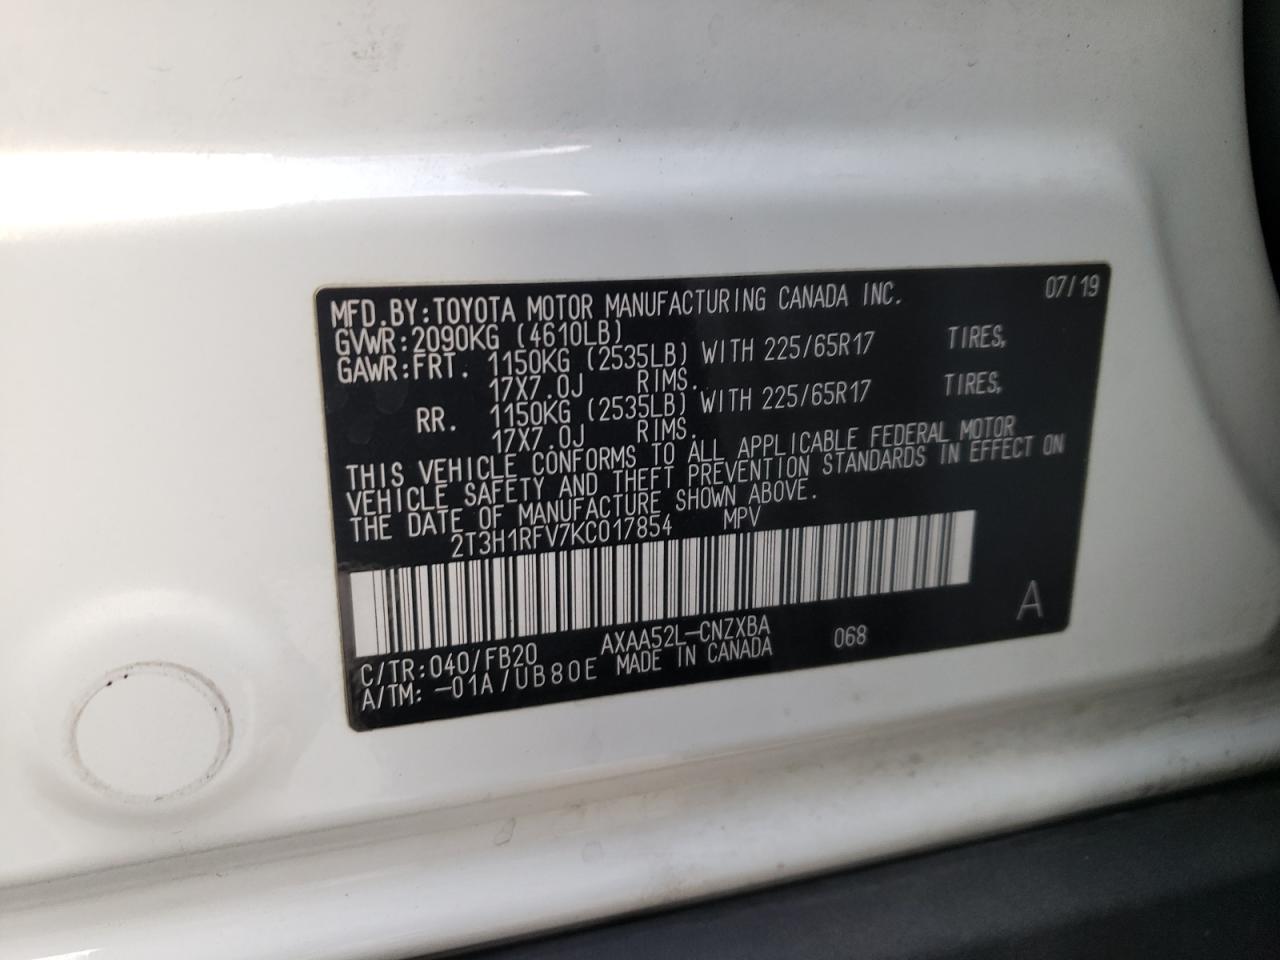 MFD.BY:TOYOTA MOTOR MANUFACTURING CANADA INC. 07/19
GVWR:2090KG (4610LB)
GAWR:FRT. 1150KG (2535LB) WITH 225/65R17 TIRES,
17X7.0J RIMS.
RR. 1150KG (2535LB) WITH 225/65R17 TIRES,
17X7.0J RIMS.
THIS VEHICLE CONFORMS TO ALL APPLICABLE FEDERAL MOTOR
VEHICLE SAFETY AND THEFT PREVENTION STANDARDS IN EFFECT ON
THE DATE OF MANUFACTURE SHOWN ABOVE.
2T3H1RFV7KC017854 MPV
A
C/TR:040/FB20 AXAA52L-CNZXBA 068
A/TM:-01A/UB80E MADE IN CANADA